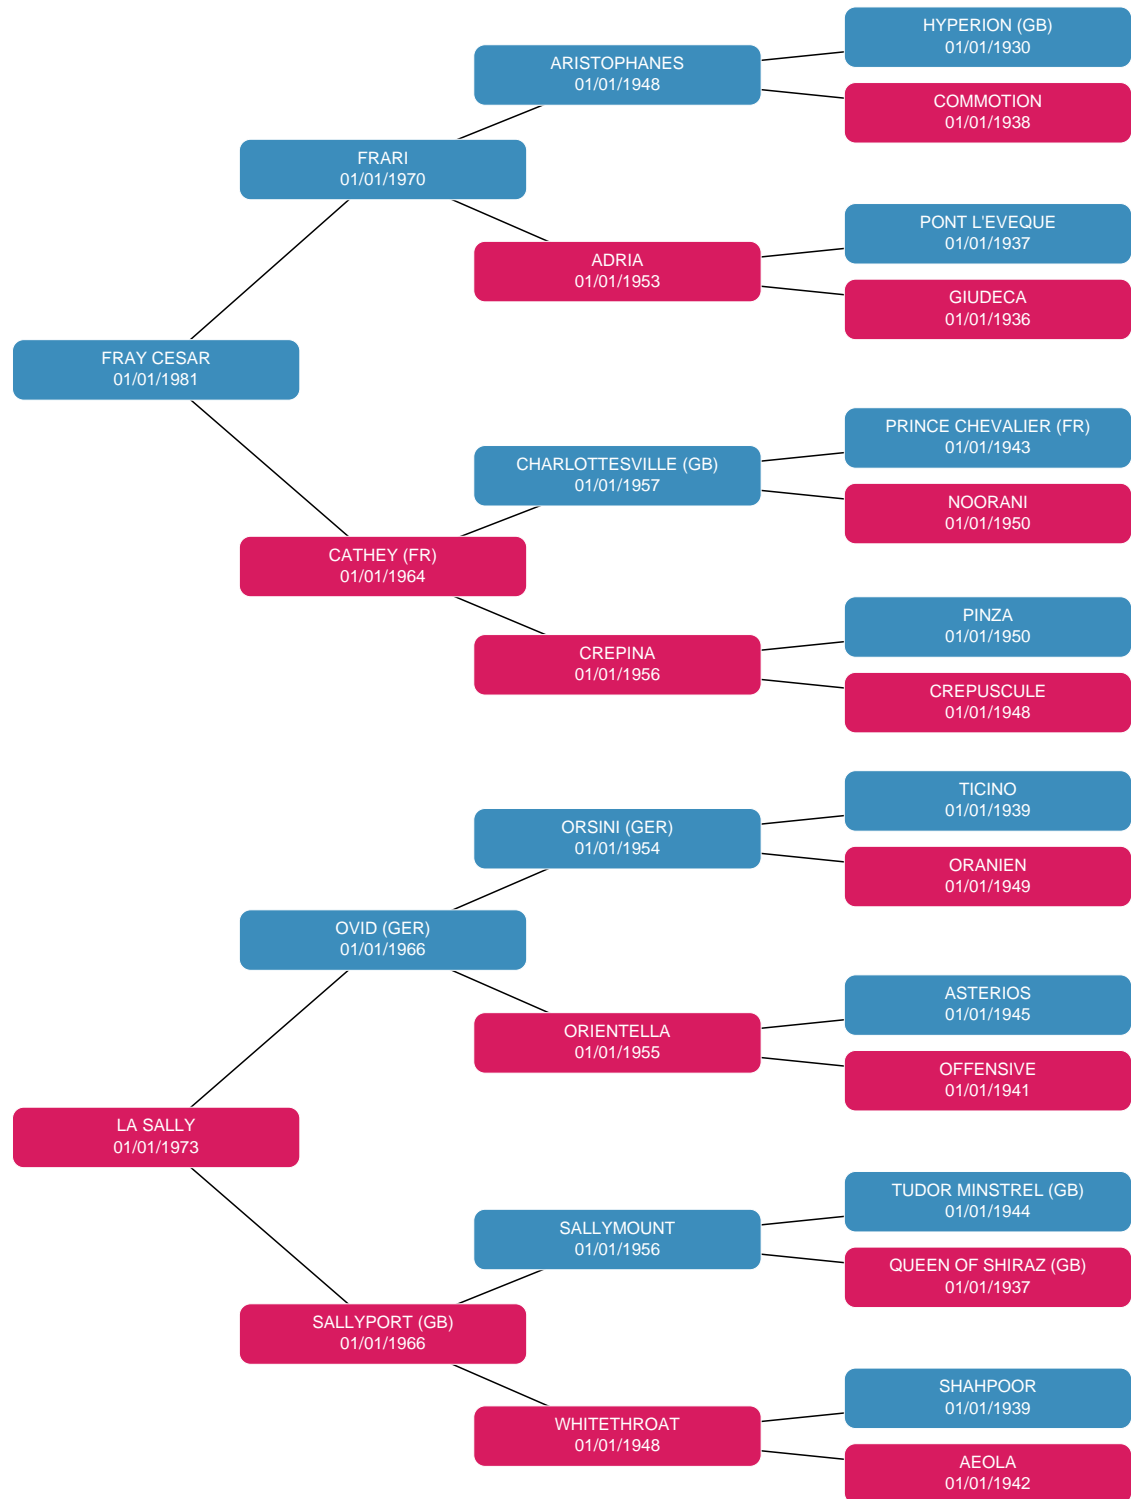 HYPERION (GB)
01/01/1930
ARISTOPHANES
01/01/1948
COMMOTION
01/01/1938
FRARI
01/01/1970
PONT L'EVEQUE
01/01/1937
ADRIA
01/01/1953
GIUDECA
01/01/1936
FRAY CESAR
01/01/1981
PRINCE CHEVALIER (FR)
01/01/1943
CHARLOTTESVILLE (GB)
01/01/1957
NOORANI
01/01/1950
CATHEY (FR)
01/01/1964
PINZA
01/01/1950
CREPINA
01/01/1956
CREPUSCULE
01/01/1948
TICINO
01/01/1939
ORSINI (GER)
01/01/1954
ORANIEN
01/01/1949
OVID (GER)
01/01/1966
ASTERIOS
01/01/1945
ORIENTELLA
01/01/1955
OFFENSIVE
01/01/1941
LA SALLY
01/01/1973
TUDOR MINSTREL (GB)
01/01/1944
SALLYMOUNT
01/01/1956
QUEEN OF SHIRAZ (GB)
01/01/1937
SALLYPORT (GB)
01/01/1966
SHAHPOOR
01/01/1939
WHITETHROAT
01/01/1948
AEOLA
01/01/1942